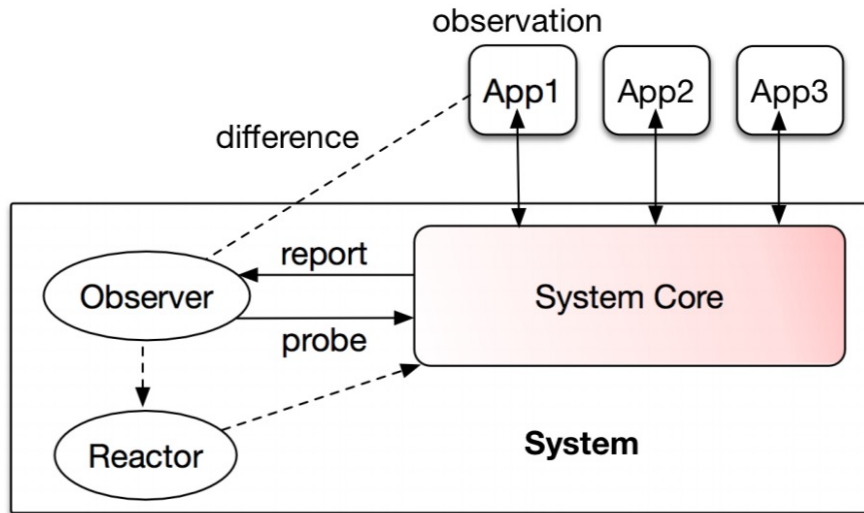 observation
App1
App2
App3
difference
report
Observer
System Core
probe
Reactor
System